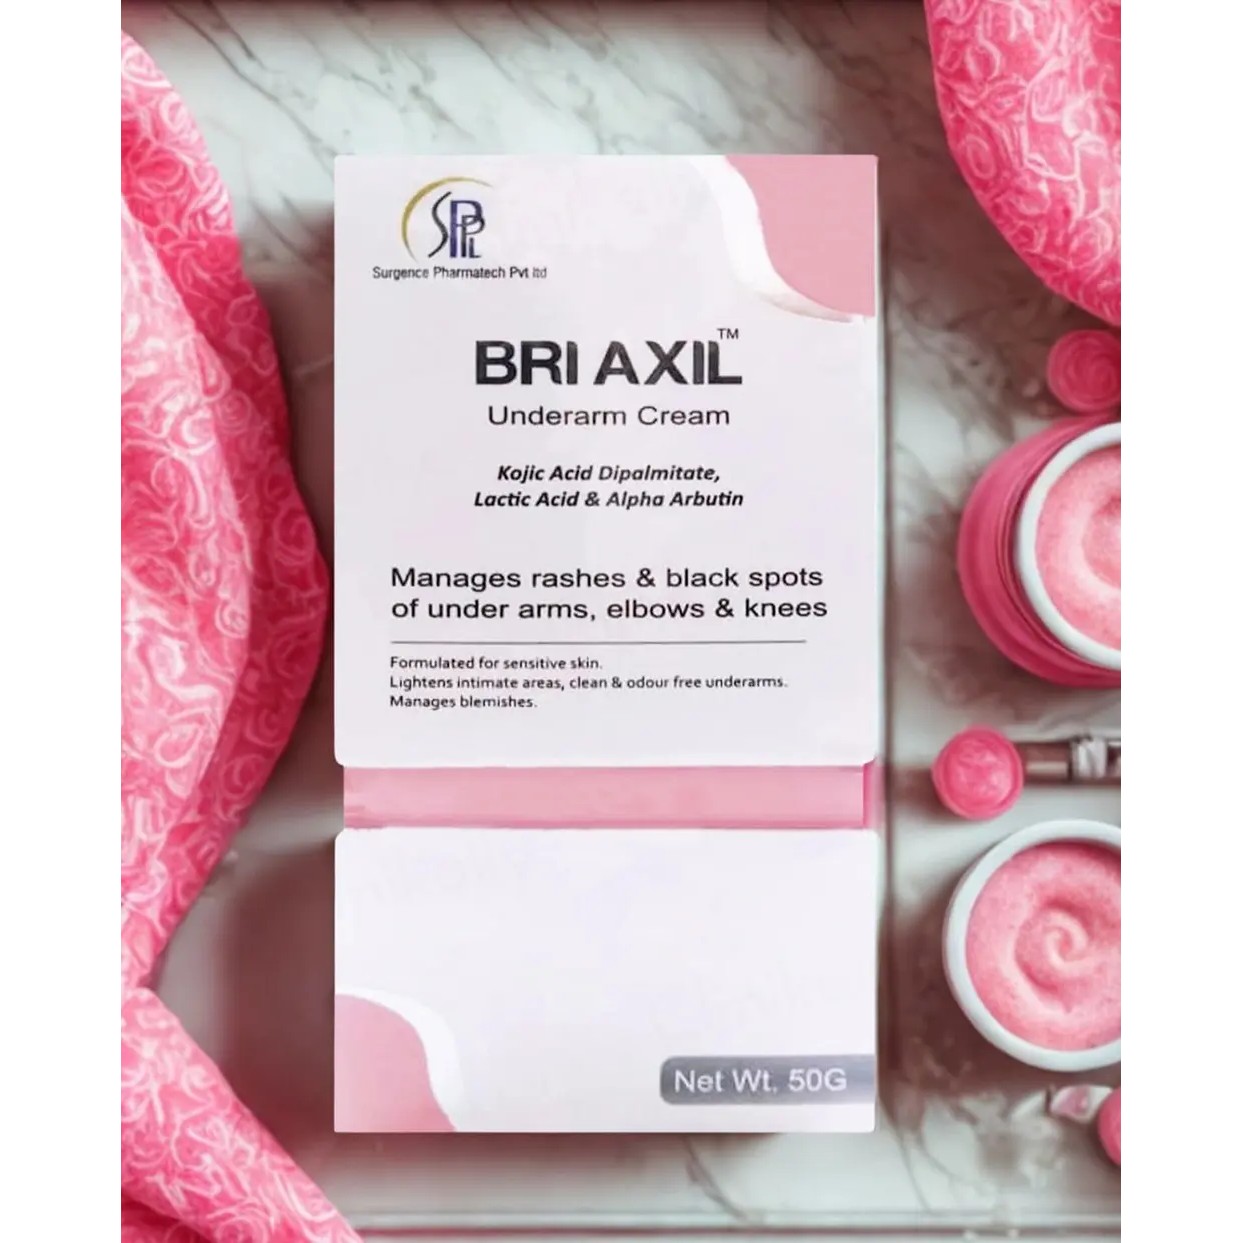 SPPL
Surgence Pharmatech Pvt ltd
BRI AXIL™
Underarm Cream
Kojic Acid Dipalmitate,
Lactic Acid & Alpha Arbutin
Manages rashes & black spots
of under arms, elbows & knees
Formulated for sensitive skin.
Lightens intimate areas, clean & odour free underarms.
Manages blemishes.
Net Wt. 50G